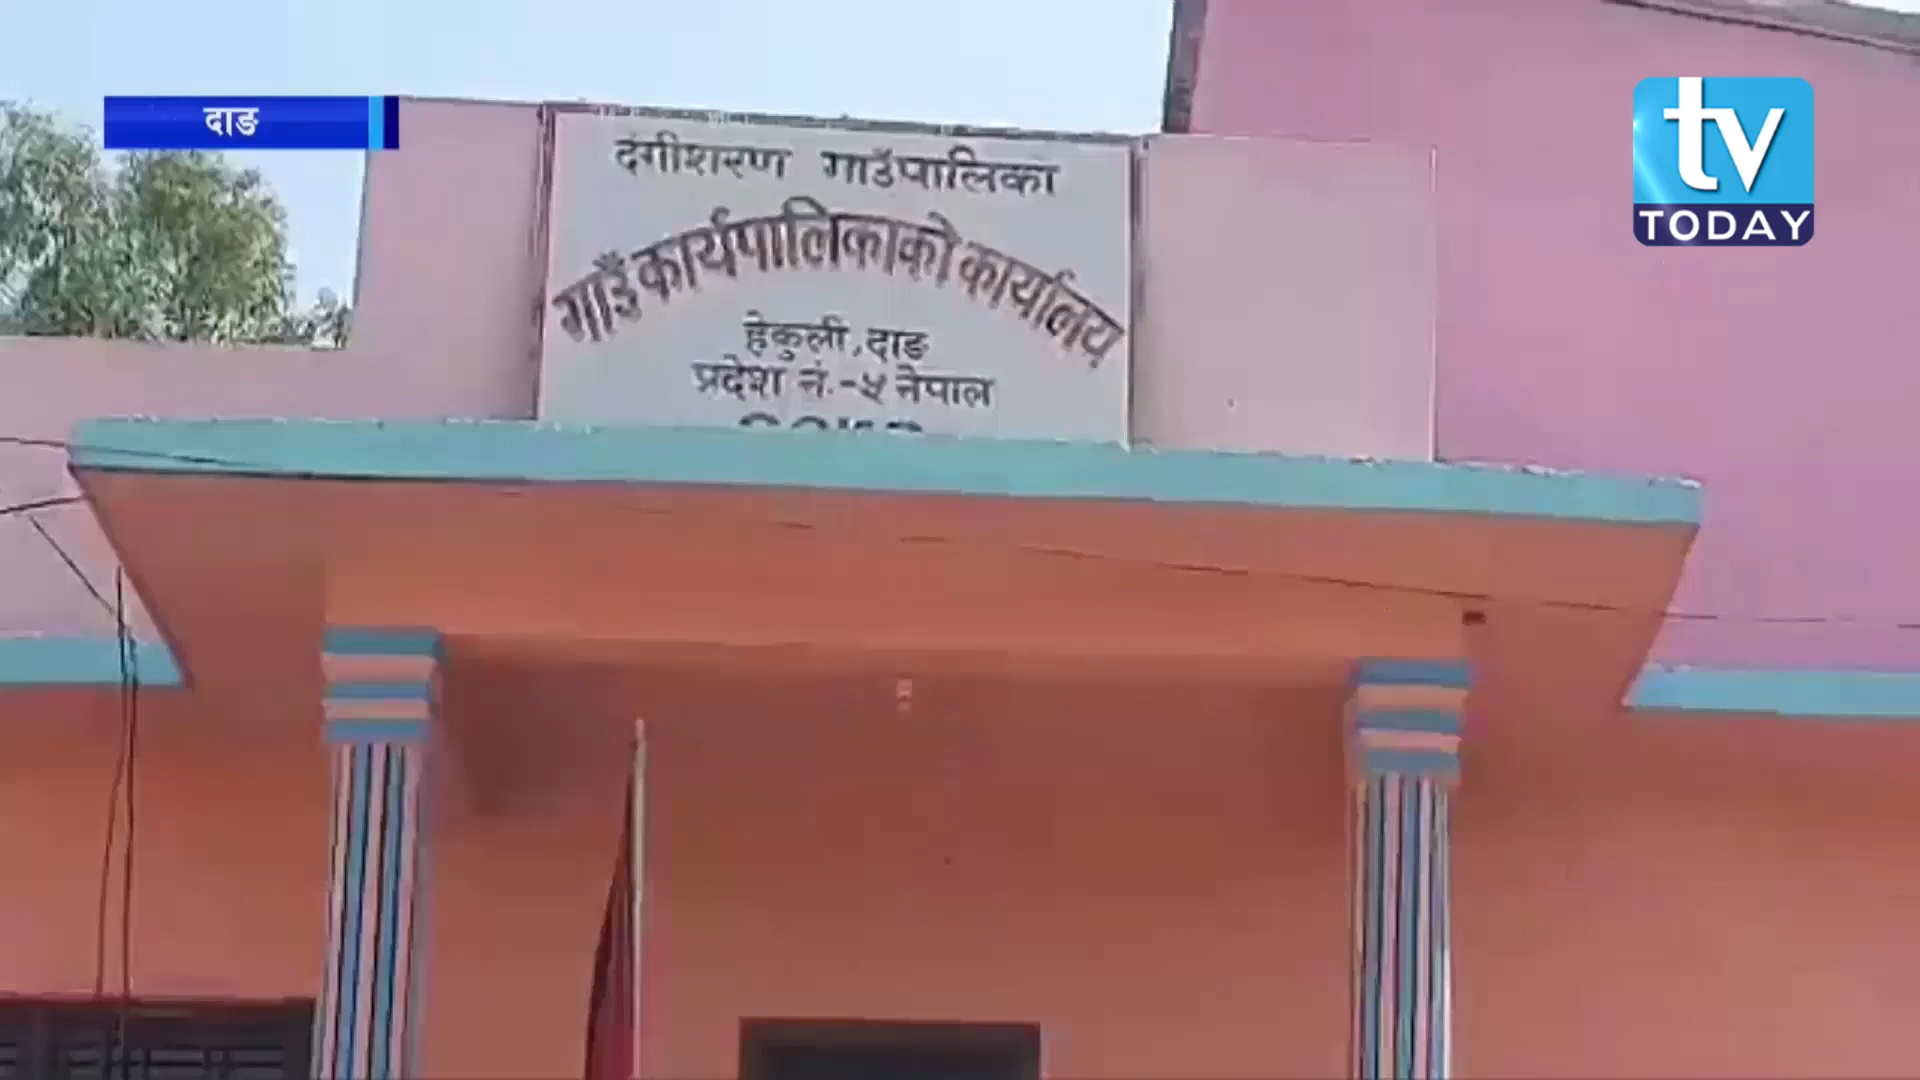 दाङ
tv
TODAY
दंगीशरण गाउँपालिका
गाउँ कार्यपालिकाको कार्यालय
हेकुली, दाङ
प्रदेश नं.-५ नेपाल